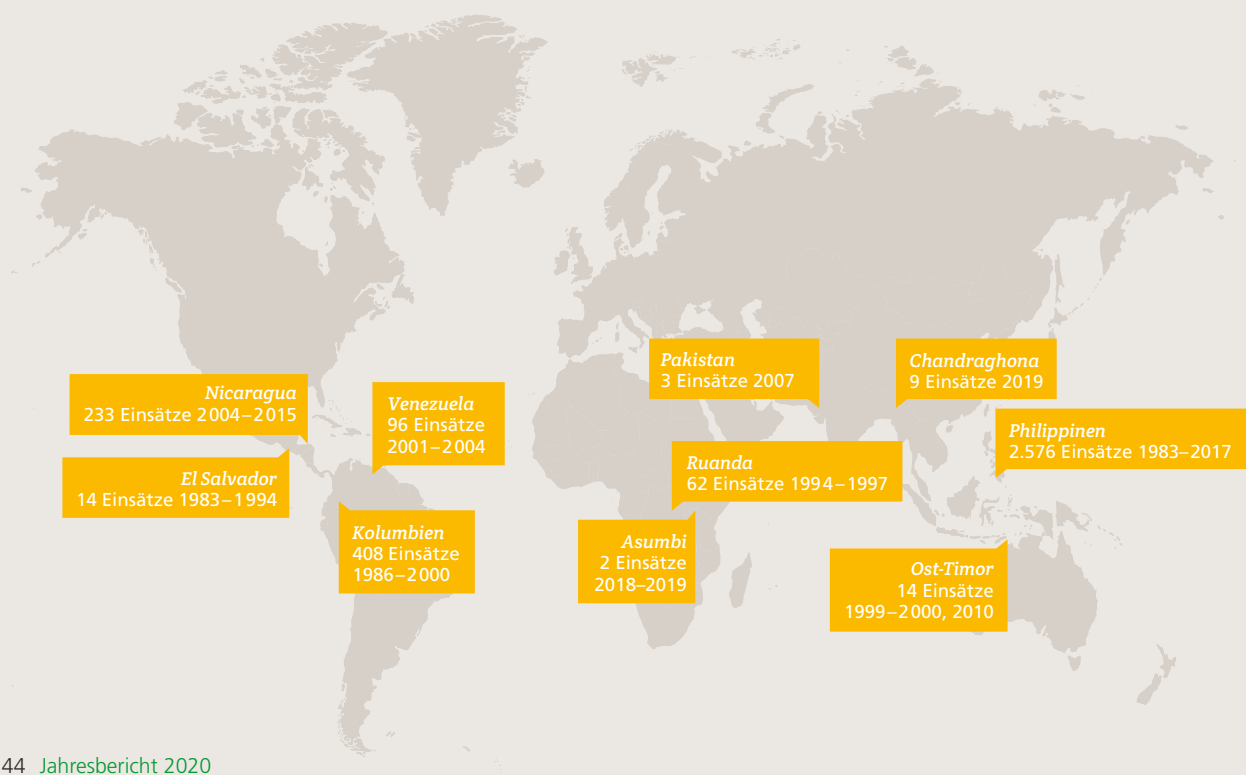 Pakistan
3 Einsätze 2007
Chandraghona
9 Einsätze 2019
Nicaragua
233 Einsätze 2004–2015
Venezuela
96 Einsätze
2001–2004
Philippinen
2.576 Einsätze 1983–2017
El Salvador
14 Einsätze 1983–1994
Ruanda
62 Einsätze 1994–1997
Kolumbien
408 Einsätze
1986–2000
Asumbi
2 Einsätze
2018–2019
Ost-Timor
14 Einsätze
1999–2000, 2010
44 Jahresbericht 2020